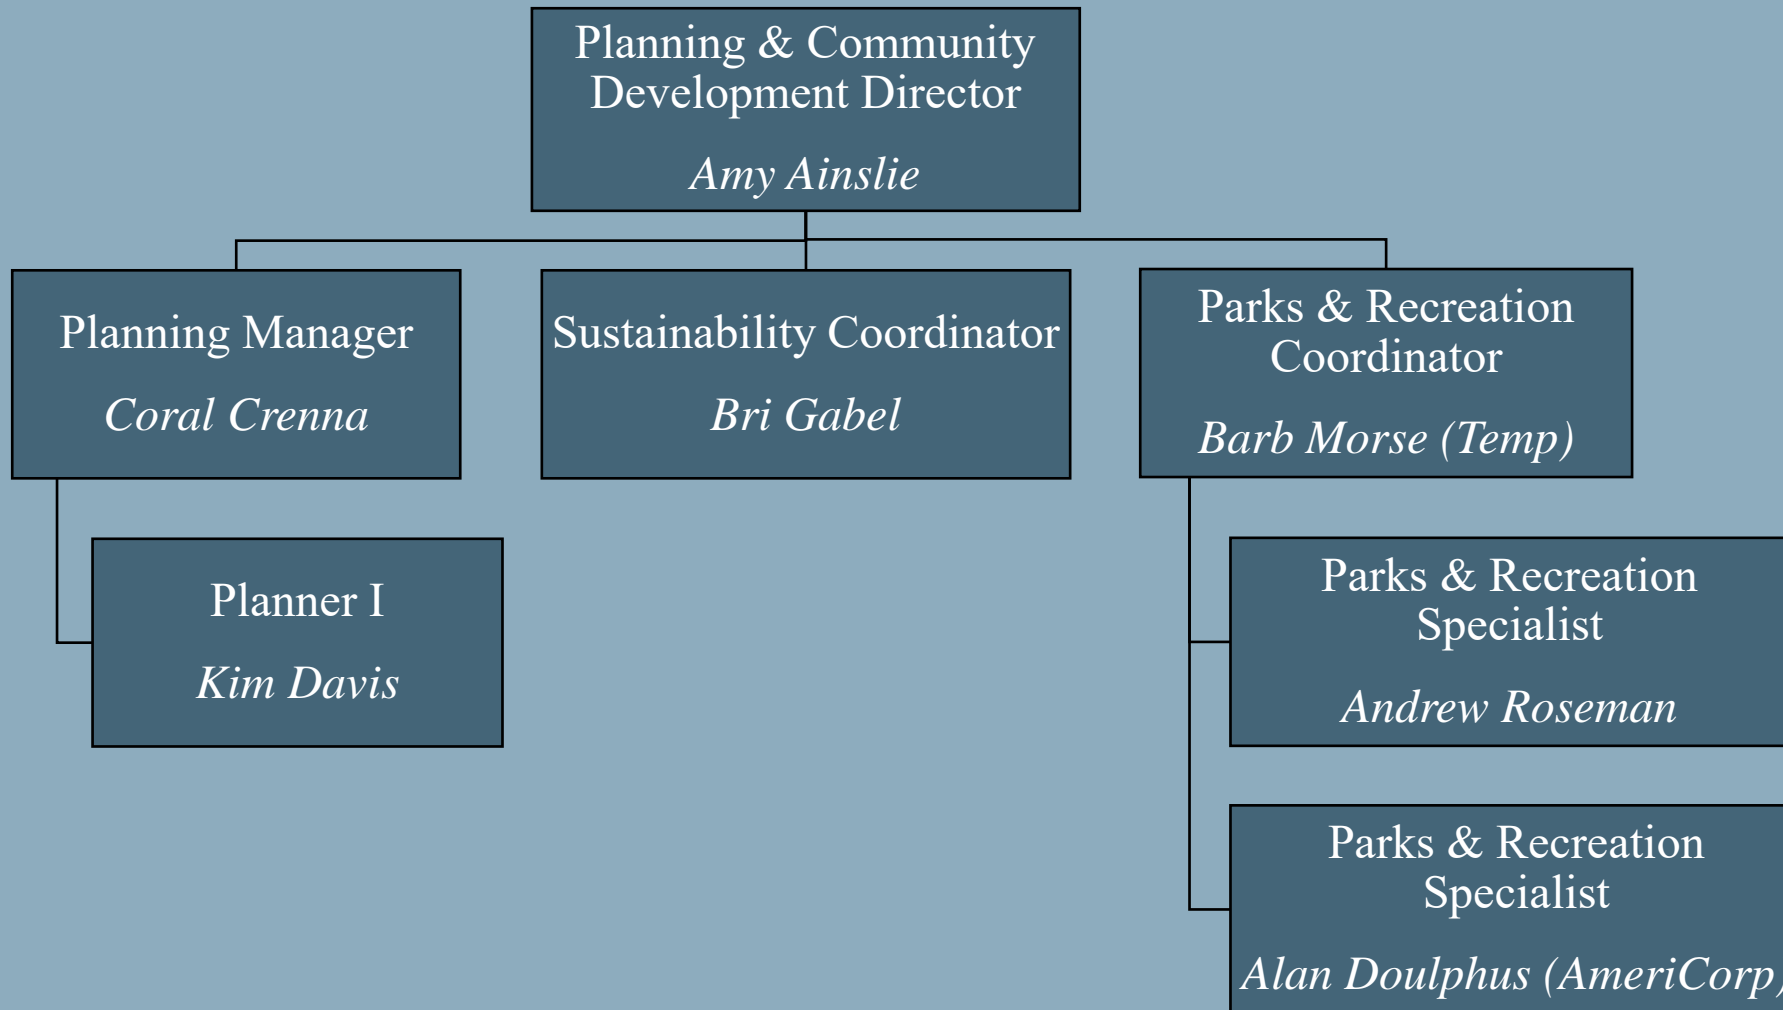 Planning & Community
Development Director
Amy Ainslie
Planning Manager
Coral Crenna
Sustainability Coordinator
Bri Gabel
Parks & Recreation
Coordinator
Barb Morse (Temp)
Planner I
Kim Davis
Parks & Recreation
Specialist
Andrew Roseman
Parks & Recreation
Specialist
Alan Doulphus (AmeriCorp)